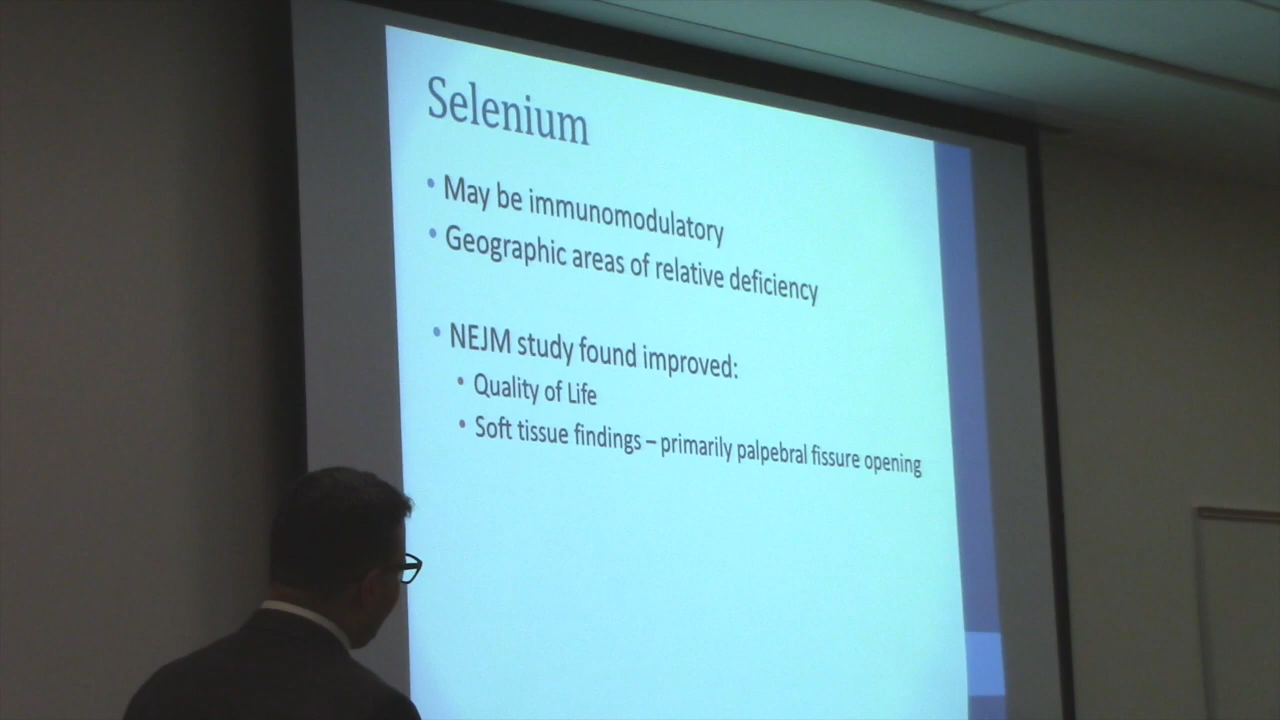 Selenium
• May be immunomodulatory
• Geographic areas of relative deficiency
• NEJM study found improved:
• Quality of Life
• Soft tissue findings – primarily palpebral fissure opening